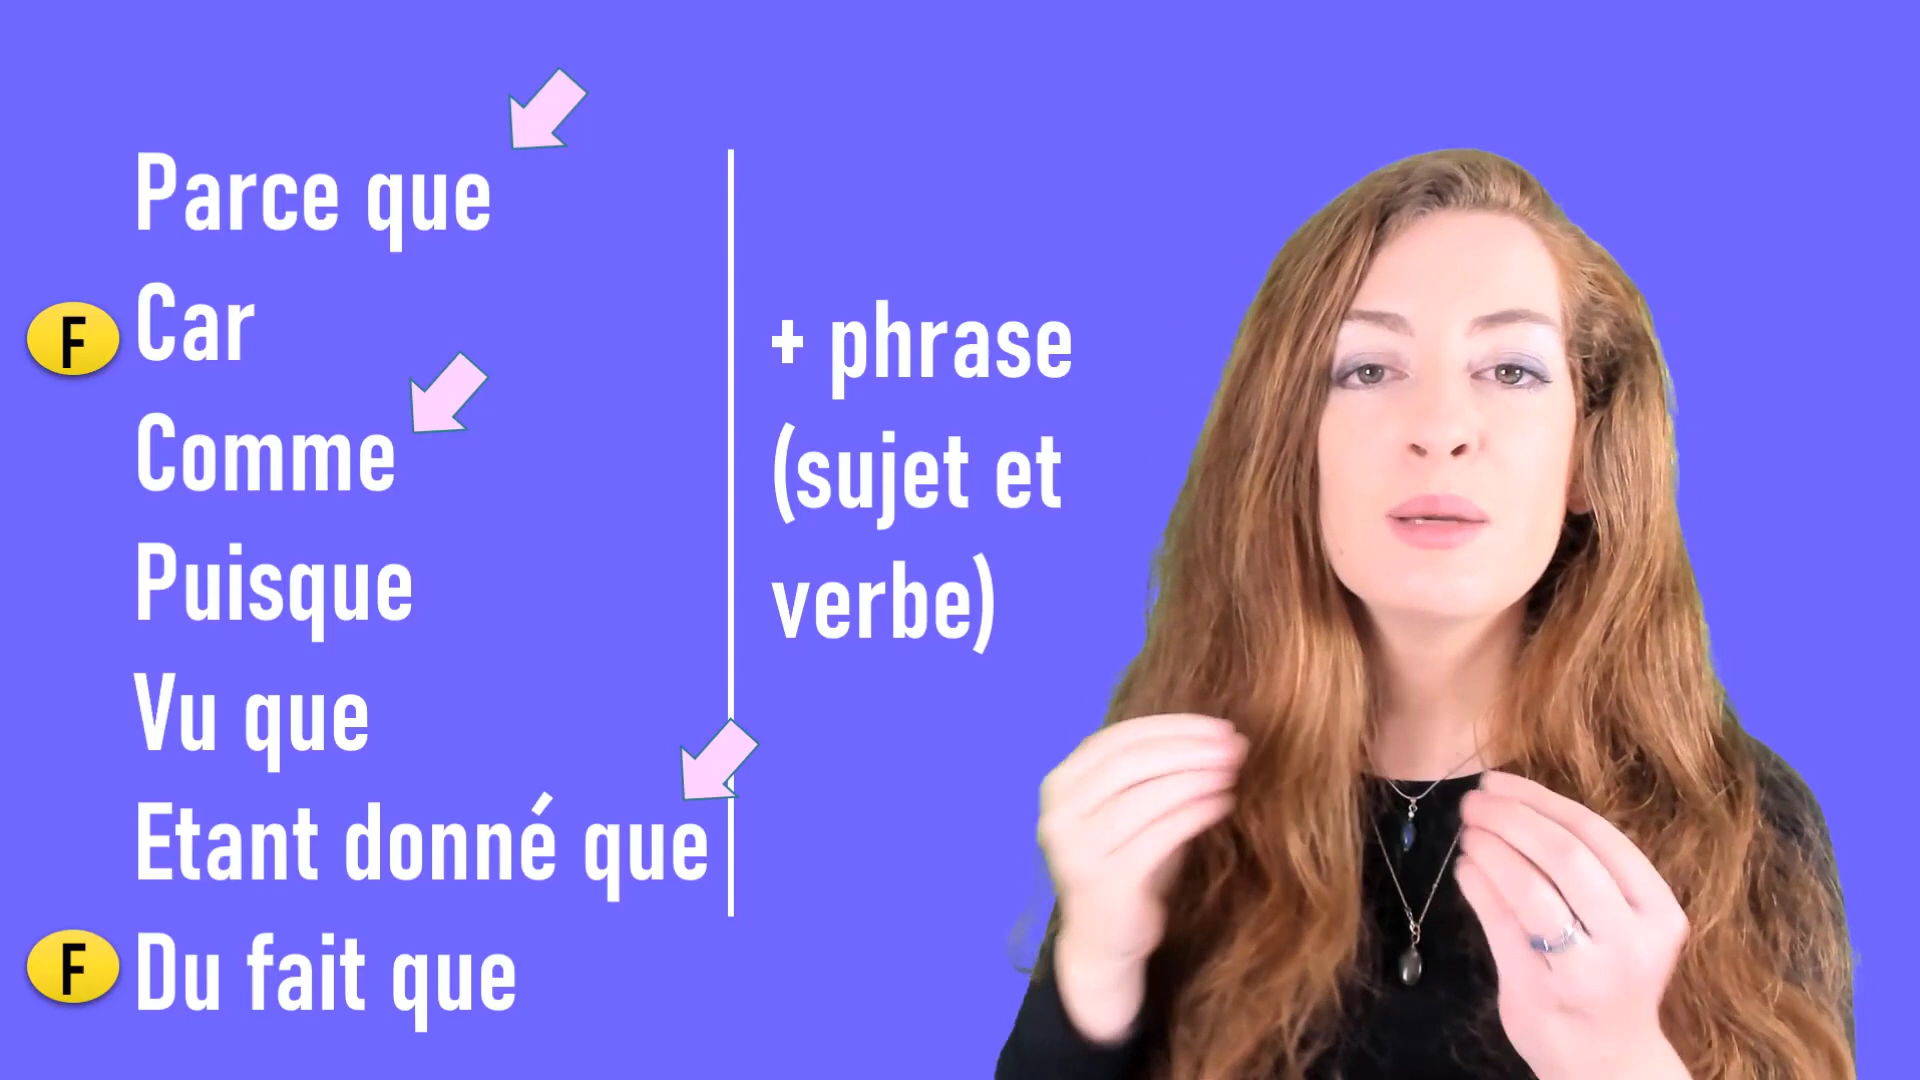 Parce que
F Car
Comme
Puisque
Vu que
Etant donné que
F Du fait que
+ phrase
(sujet et
verbe)